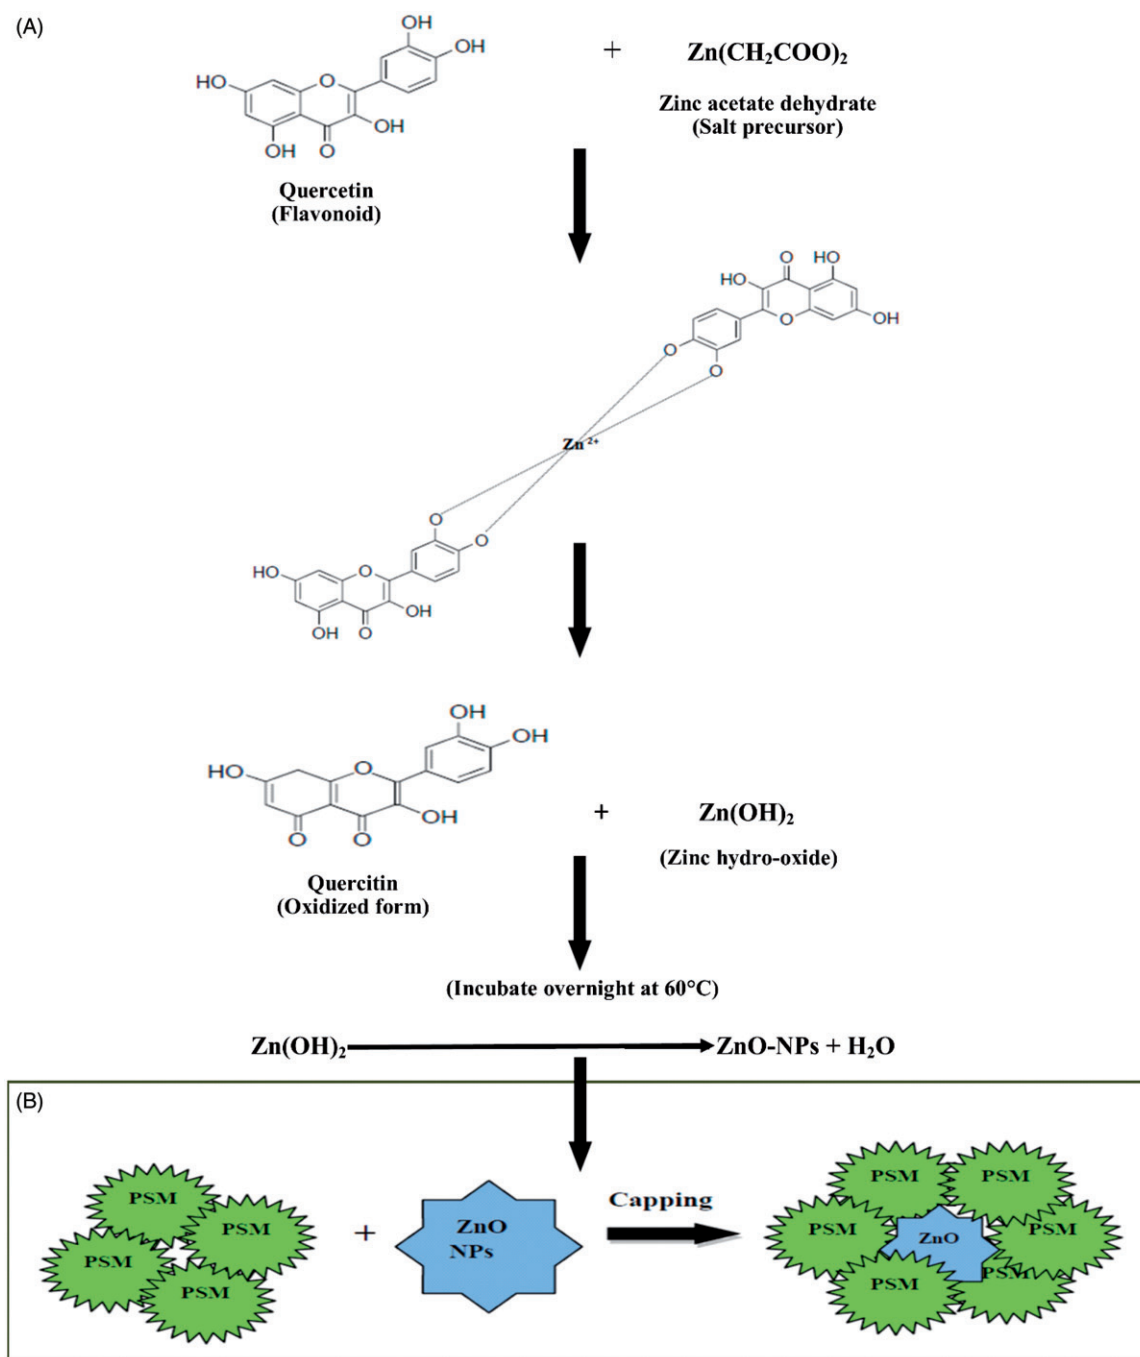 (A)
OH
OH
HO
O
OH
OH
O
Quercetin
(Flavonoid)
+
Zn(CH₂COO)₂
Zinc acetate dehydrate
(Salt precursor)
O
OH
HO
O
OH
O
O
Zn²⁺
O
O
HO
O
OH
OH
O
OH
OH
HO
O
OH
O
O
Quercitin
(Oxidized form)
+
Zn(OH)₂
(Zinc hydro-oxide)
(Incubate overnight at 60°C)
Zn(OH)₂ ZnO-NPs + H₂O
(B)
PSM
PSM
PSM
PSM
+
ZnO
NPs
Capping
PSM
PSM
PSM
ZnO
PSM
PSM
PSM